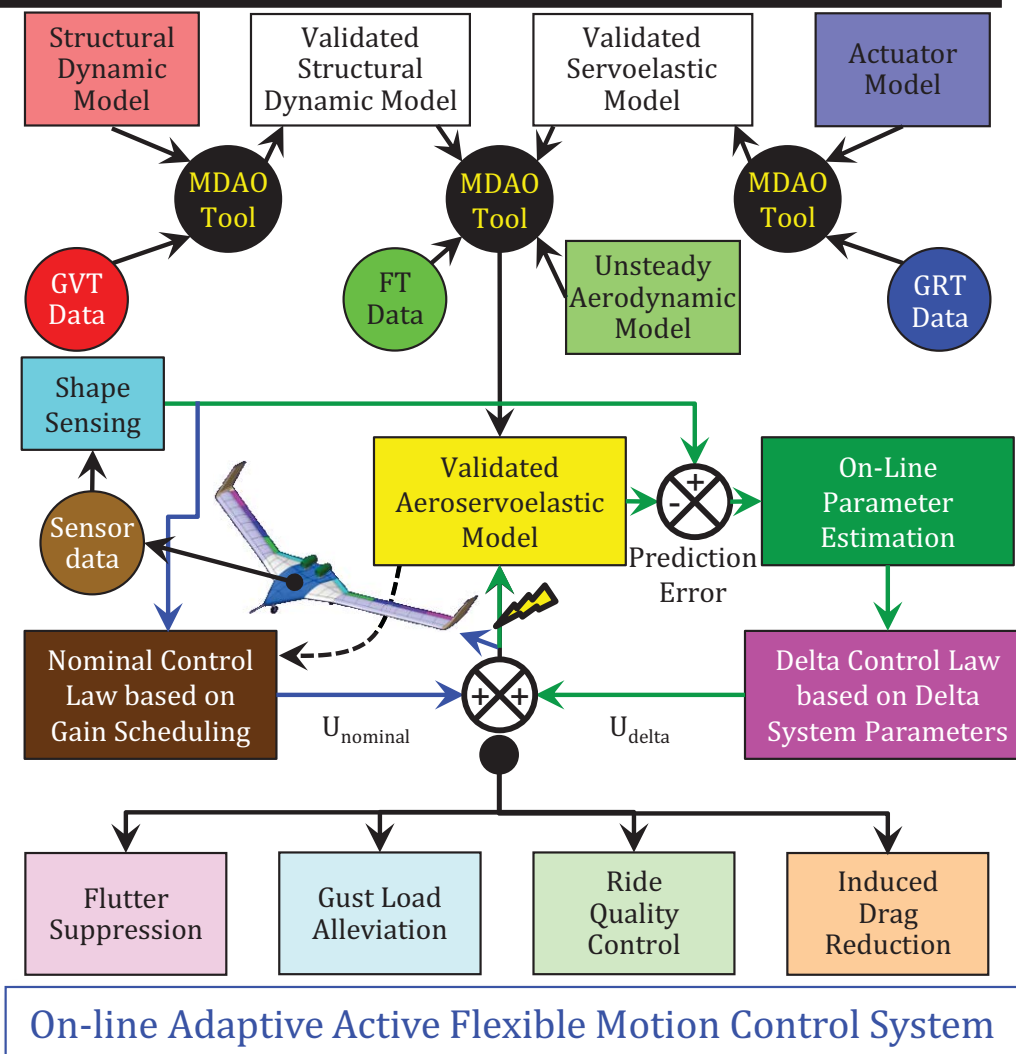 Structural
Dynamic
Model
Validated
Structural
Dynamic Model
Validated
Servoelastic
Model
Actuator
Model
MDAO
Tool
MDAO
Tool
MDAO
Tool
GVT
Data
FT
Data
Unsteady
Aerodynamic
Model
GRT
Data
Shape
Sensing
Validated
Aeroservoelastic
Model
+
-
On-Line
Parameter
Estimation
Sensor
data
Prediction
Error
Nominal Control
Law based on
Gain Scheduling
+ +
Delta Control Law
based on Delta
System Parameters
Unominal
Udelta
Flutter
Suppression
Gust Load
Alleviation
Ride
Quality
Control
Induced
Drag
Reduction
On-line Adaptive Active Flexible Motion Control System